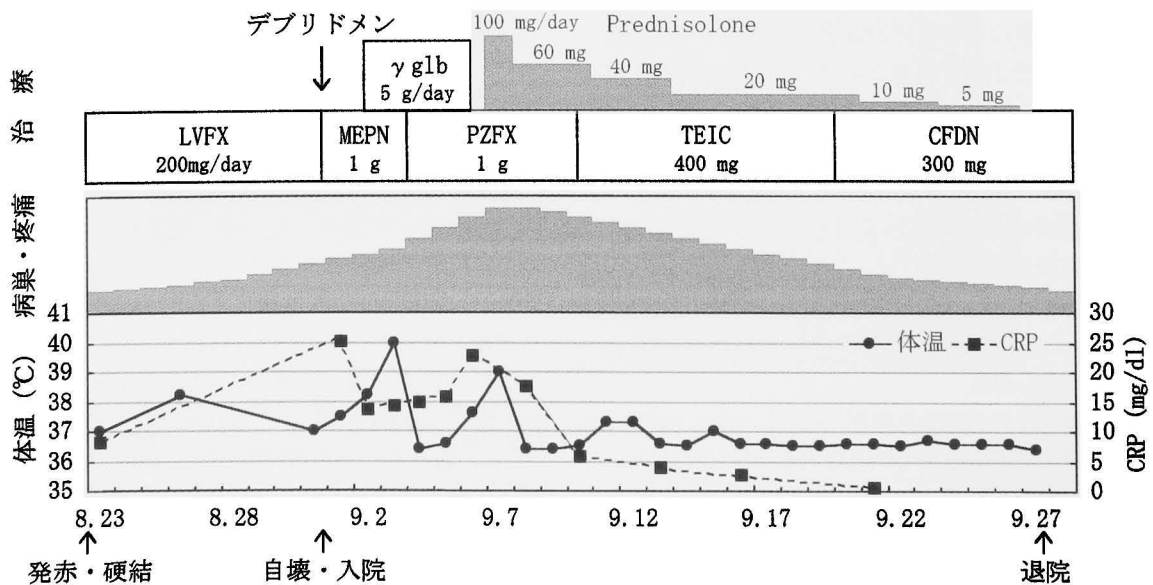 デブリドメン
100 mg/day Prednisolone
60 mg
40 mg
20 mg
10 mg
5 mg
γ glb
5 g/day
治療
LVFX
200mg/day
MEPN
1 g
PZFX
1 g
TEIC
400 mg
CFDN
300 mg
病巣・疼痛
体温 (℃)
41
40
39
38
37
36
35
体温
CRP
30
25
20
15
10
5
0
CRP (mg/dl)
8.23
8.28
9.2
9.7
9.12
9.17
9.22
9.27
発赤・硬結
自壊・入院
退院